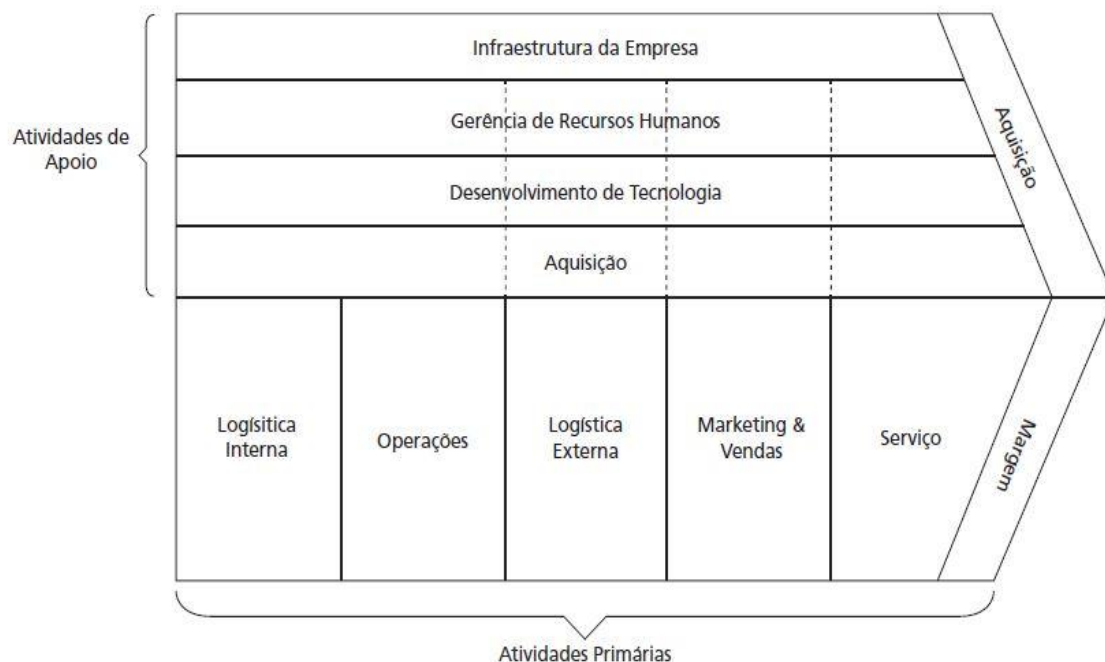 Infraestrutura da Empresa
Atividades de
Apoio
Gerência de Recursos Humanos
Desenvolvimento de Tecnologia
Aquisição
Aquisição
Logísitica
Interna
Operações
Logística
Externa
Marketing &
Vendas
Serviço
Margem
Atividades Primárias